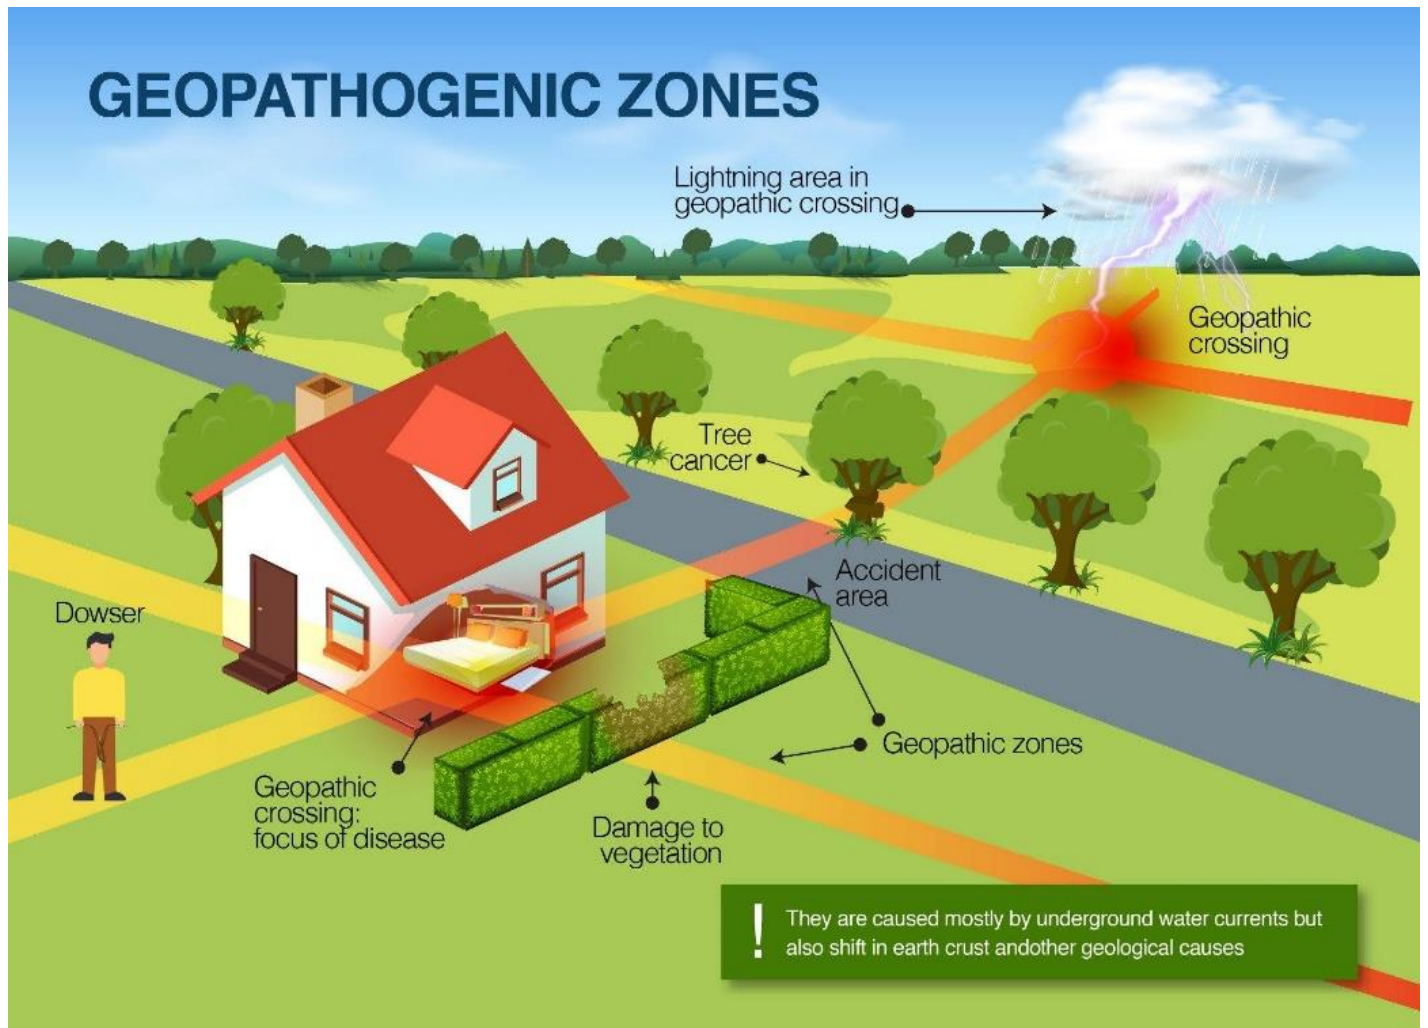 GEOPATHOGENIC ZONES
Lightning area in
geopathic crossing
Geopathic
crossing
Tree
cancer
Accident
area
Dowser
Geopathic zones
Geopathic
crossing:
focus of disease
Damage to
vegetation
! They are caused mostly by underground water currents but
also shift in earth crust andother geological causes